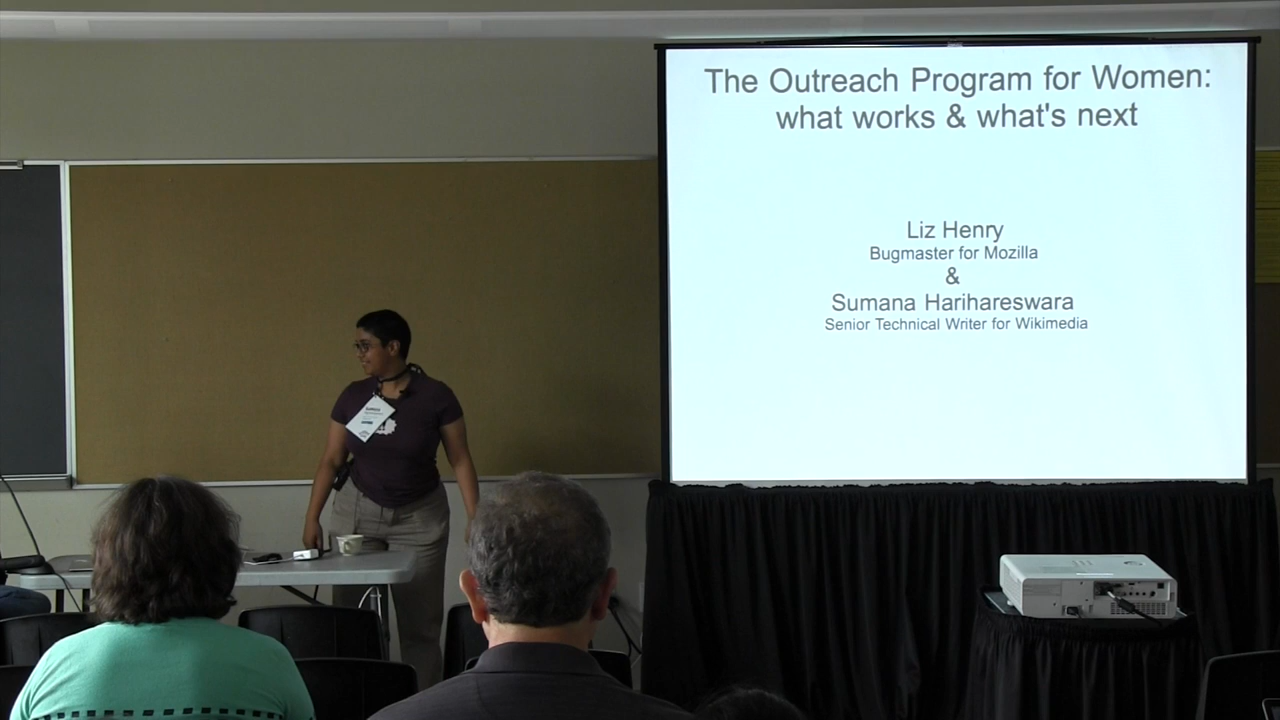 The Outreach Program for Women:
what works & what's next
Liz Henry
Bugmaster for Mozilla
&
Sumana Harihareswara
Senior Technical Writer for Wikimedia